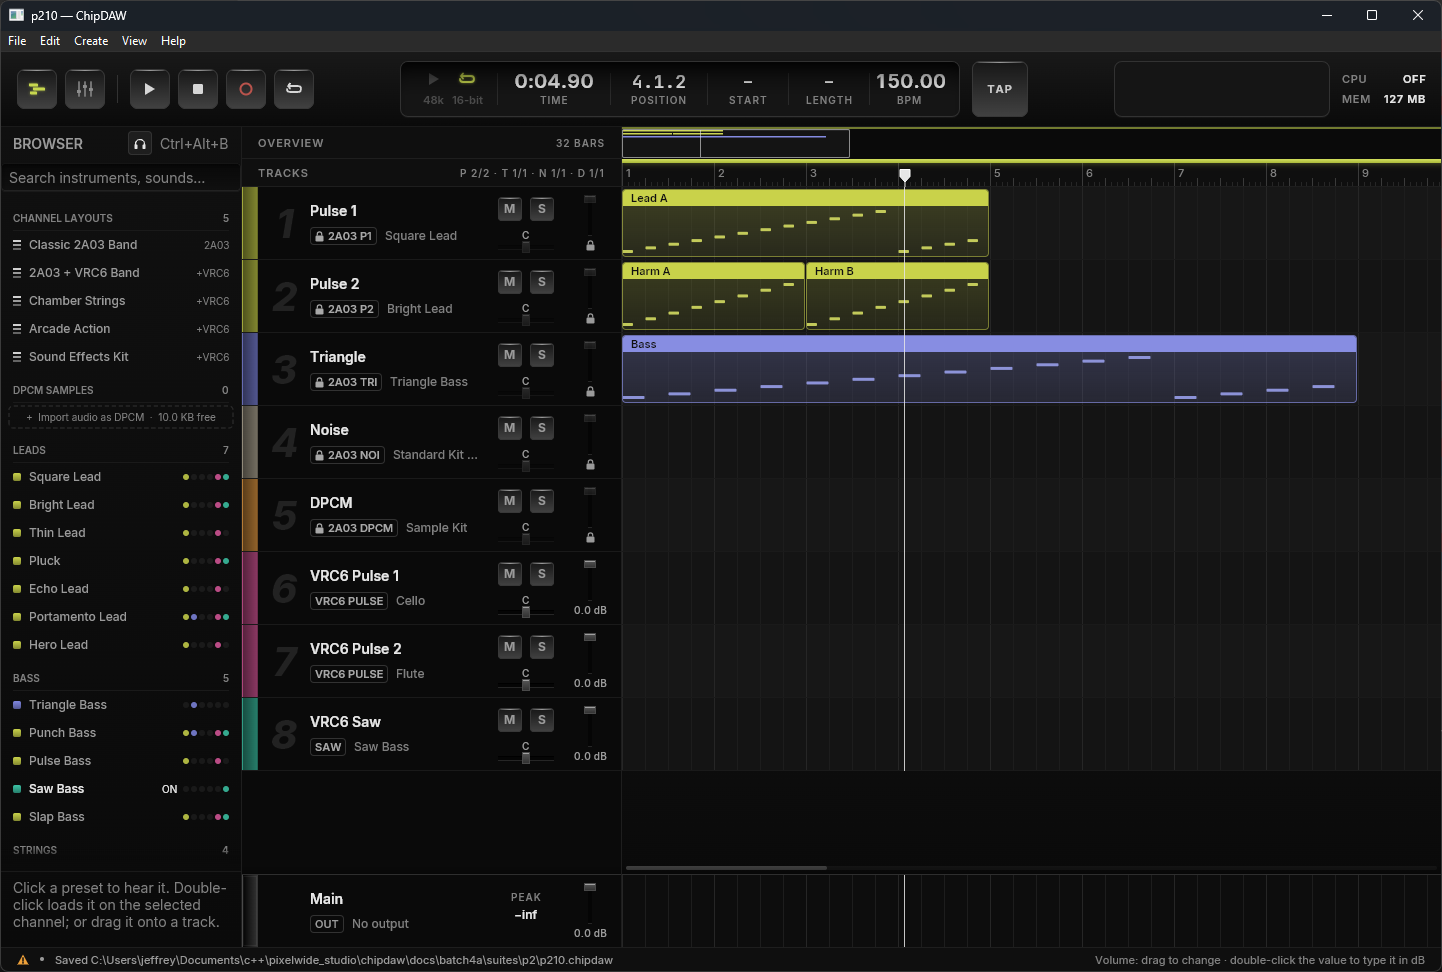 p210 — ChipDAW
File Edit Create View Help
48k 16-bit
0:04.90
TIME
4.1.2
POSITION
–
START
–
LENGTH
150.00
BPM
TAP
CPU OFF
MEM 127 MB
BROWSER Ctrl+Alt+B
Search instruments, sounds...
CHANNEL LAYOUTS 5
Classic 2A03 Band 2A03
2A03 + VRC6 Band +VRC6
Chamber Strings +VRC6
Arcade Action +VRC6
Sound Effects Kit +VRC6
DPCM SAMPLES 0
+ Import audio as DPCM · 10.0 KB free
LEADS 7
Square Lead
Bright Lead
Thin Lead
Pluck
Echo Lead
Portamento Lead
Hero Lead
BASS 5
Triangle Bass
Punch Bass
Pulse Bass
Saw Bass ON
Slap Bass
STRINGS 4
Click a preset to hear it. Double-
click loads it on the selected
channel; or drag it onto a track.
OVERVIEW 32 BARS
TRACKS P 2/2 · T 1/1 · N 1/1 · D 1/1
1 2 3 5 6 7 8 9
1 Pulse 1 M S
2A03 P1 Square Lead C
Lead A
2 Pulse 2 M S
2A03 P2 Bright Lead C
Harm A Harm B
3 Triangle M S
2A03 TRI Triangle Bass C
Bass
4 Noise M S
2A03 NOI Standard Kit ... C
5 DPCM M S
2A03 DPCM Sample Kit C
6 VRC6 Pulse 1 M S
VRC6 PULSE Cello C 0.0 dB
7 VRC6 Pulse 2 M S
VRC6 PULSE Flute C 0.0 dB
8 VRC6 Saw M S
SAW Saw Bass C 0.0 dB
Main PEAK
OUT No output –inf 0.0 dB
Saved C:\Users\jeffrey\Documents\c++\pixelwide_studio\chipdaw\docs\batch4a\suites\p2\p210.chipdaw
Volume: drag to change · double-click the value to type it in dB